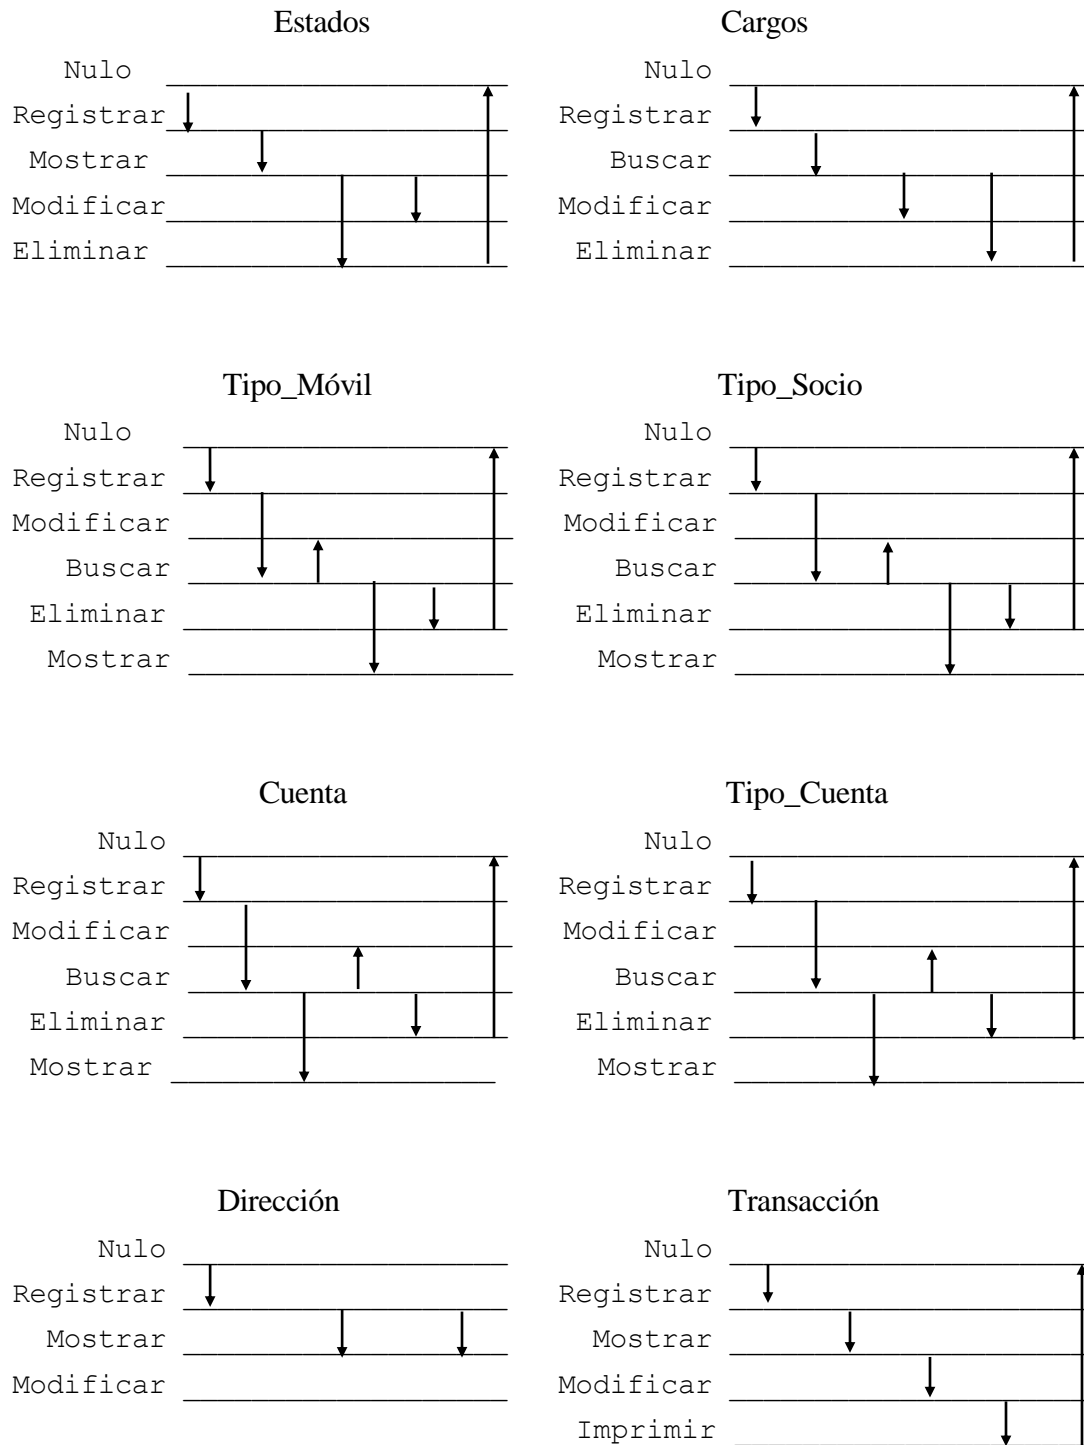 Estados
Nulo
Registrar
Mostrar
Modificar
Eliminar
Cargos
Nulo
Registrar
Buscar
Modificar
Eliminar
Tipo_Móvil
Nulo
Registrar
Modificar
Buscar
Eliminar
Mostrar
Tipo_Socio
Nulo
Registrar
Modificar
Buscar
Eliminar
Mostrar
Cuenta
Nulo
Registrar
Modificar
Buscar
Eliminar
Mostrar
Tipo_Cuenta
Nulo
Registrar
Modificar
Buscar
Eliminar
Mostrar
Dirección
Nulo
Registrar
Mostrar
Modificar
Transacción
Nulo
Registrar
Mostrar
Modificar
Imprimir